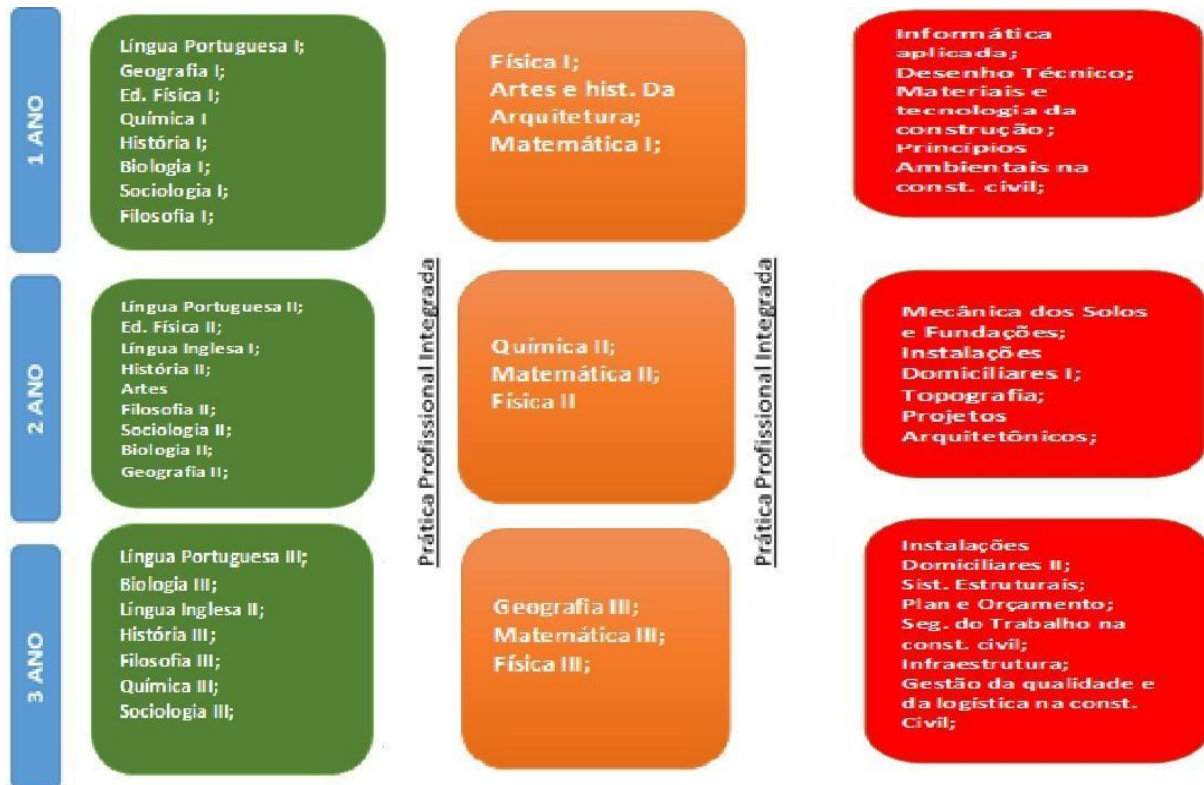 1 ANO
Língua Portuguesa I;
Geografia I;
Ed. Física I;
Química I
História I;
Biologia I;
Sociologia I;
Filosofia I;
Física I;
Artes e hist. Da
Arquitetura;
Matemática I;
Informática
aplicada;
Desenho Técnico;
Materiais e
tecnologia da
construção;
Princípios
Ambientais na
const. civil;
2 ANO
Língua Portuguesa II;
Ed. Física II;
Língua Inglesa I;
História II;
Artes
Filosofia II;
Sociologia II;
Biologia II;
Geografia II;
Prática Profissional Integrada
Química II;
Matemática II;
Física II
Prática Profissional Integrada
Mecânica dos Solos
e Fundações;
Instalações
Domiciliares I;
Topografia;
Projetos
Arquitetônicos;
3 ANO
Língua Portuguesa III;
Biologia III;
Língua Inglesa II;
História III;
Filosofia III;
Química III;
Sociologia III;
Geografia III;
Matemática III;
Física III;
Instalações
Domiciliares II;
Sist. Estruturais;
Plan e Orçamento;
Seg. do Trabalho na
const. civil;
Infraestrutura;
Gestão da qualidade e
da logística na const.
Civil;